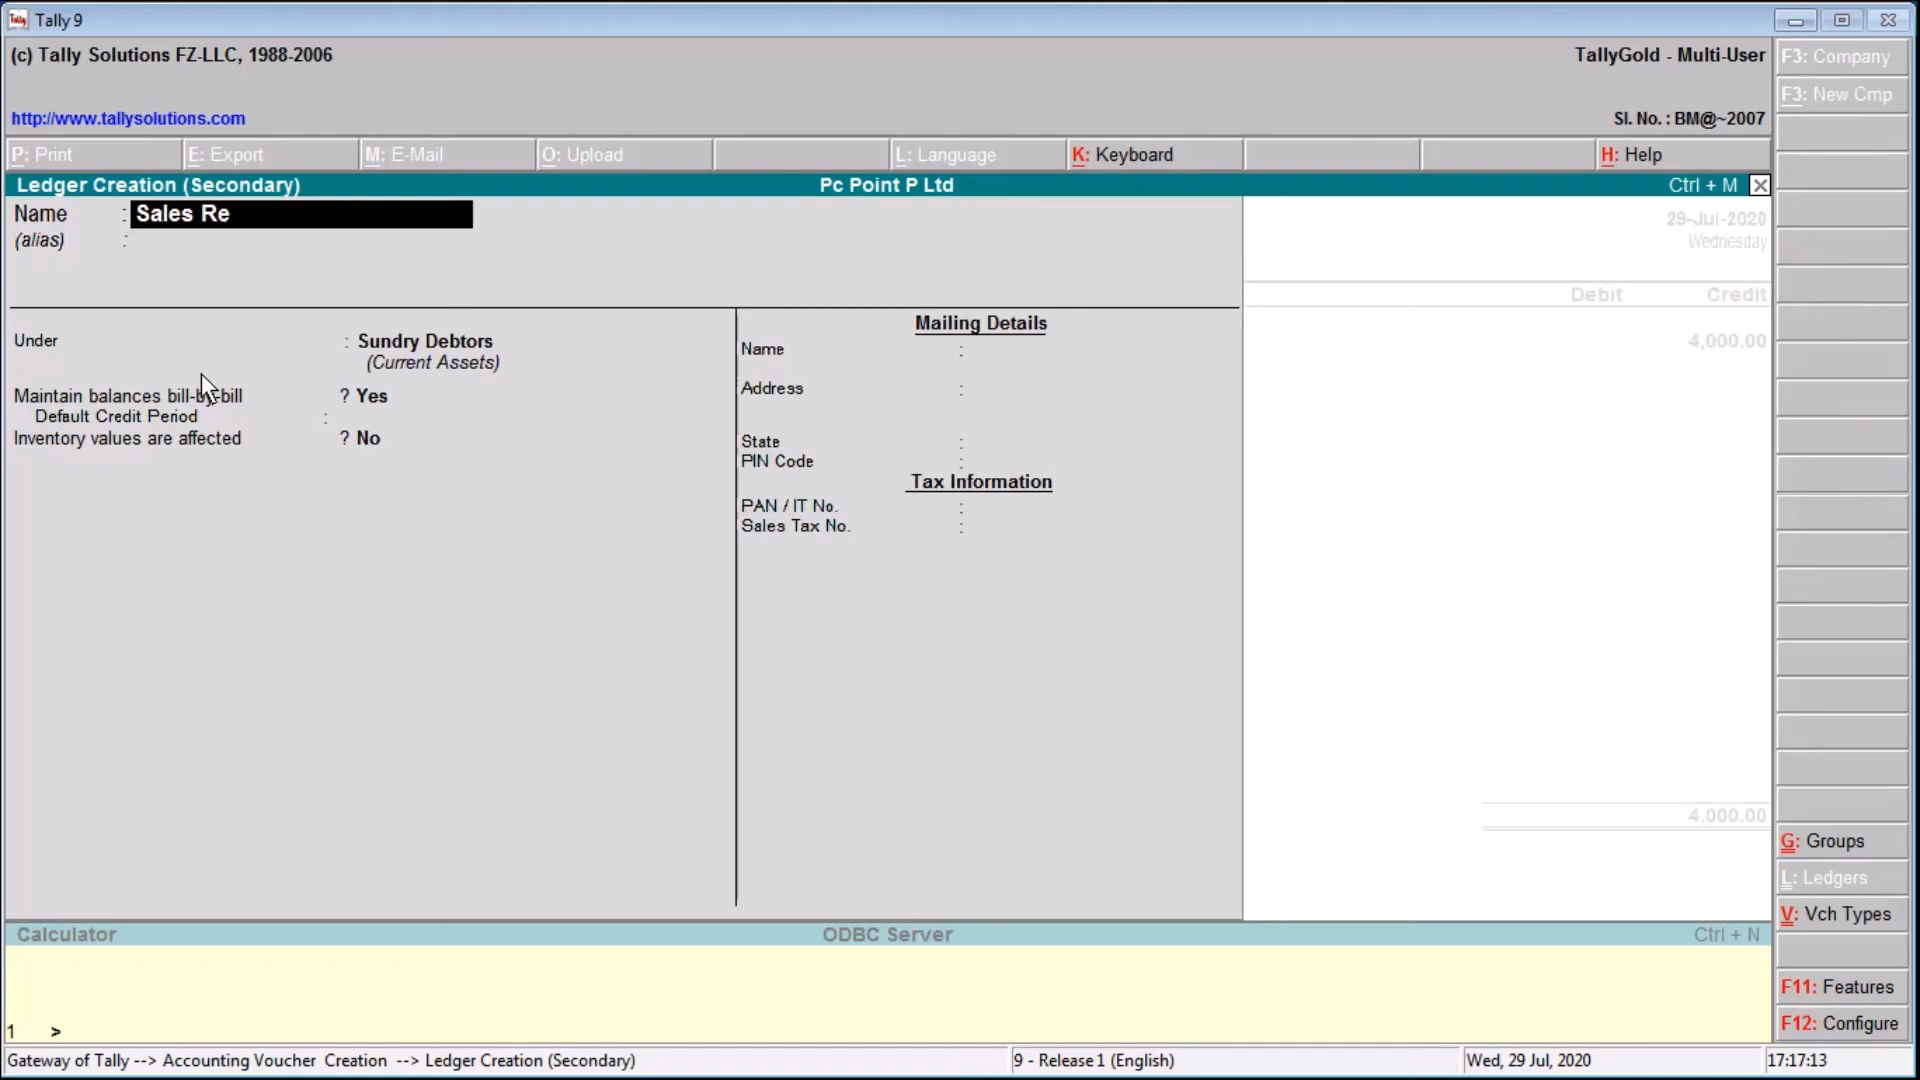 Tally 9
(c) Tally Solutions FZ-LLC, 1988-2006 TallyGold - Multi-User
http://www.tallysolutions.com Sl. No. : BM@~2007
P: Print E: Export M: E-Mail O: Upload L: Language K: Keyboard H: Help
Ledger Creation (Secondary) Pc Point P Ltd Ctrl + M
Name : Sales Re
(alias) :
29-Jul-2020
Wednesday
Debit Credit
4,000.00
Under : Sundry Debtors
(Current Assets)
Maintain balances bill-by-bill ? Yes
Default Credit Period :
Inventory values are affected ? No
Mailing Details
Name :
Address :
State :
PIN Code :
Tax Information
PAN / IT No. :
Sales Tax No. :
4,000.00
F3: Company
F3: New Cmp
G: Groups
L: Ledgers
V: Vch Types
F11: Features
F12: Configure
Calculator ODBC Server Ctrl + N
1 >
Gateway of Tally --> Accounting Voucher Creation --> Ledger Creation (Secondary) 9 - Release 1 (English) Wed, 29 Jul, 2020 17:17:13